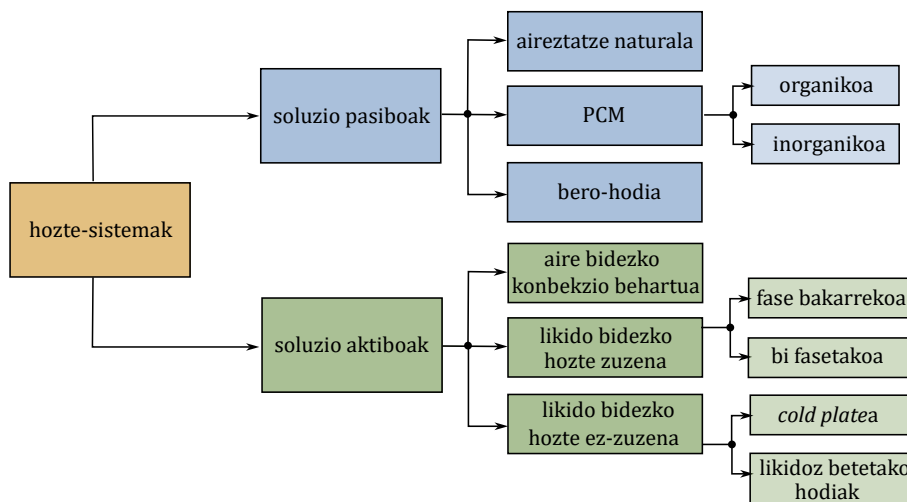 hozte-sistemak
soluzio pasiboak
aireztatze naturala
PCM
organikoa
inorganikoa
bero-hodia
soluzio aktiboak
aire bidezko
konbekzio behartua
likido bidezko
hozte zuzena
fase bakarrekoa
bi fasetakoa
likido bidezko
hozte ez-zuzena
cold platea
likidoz betetako
hodiak